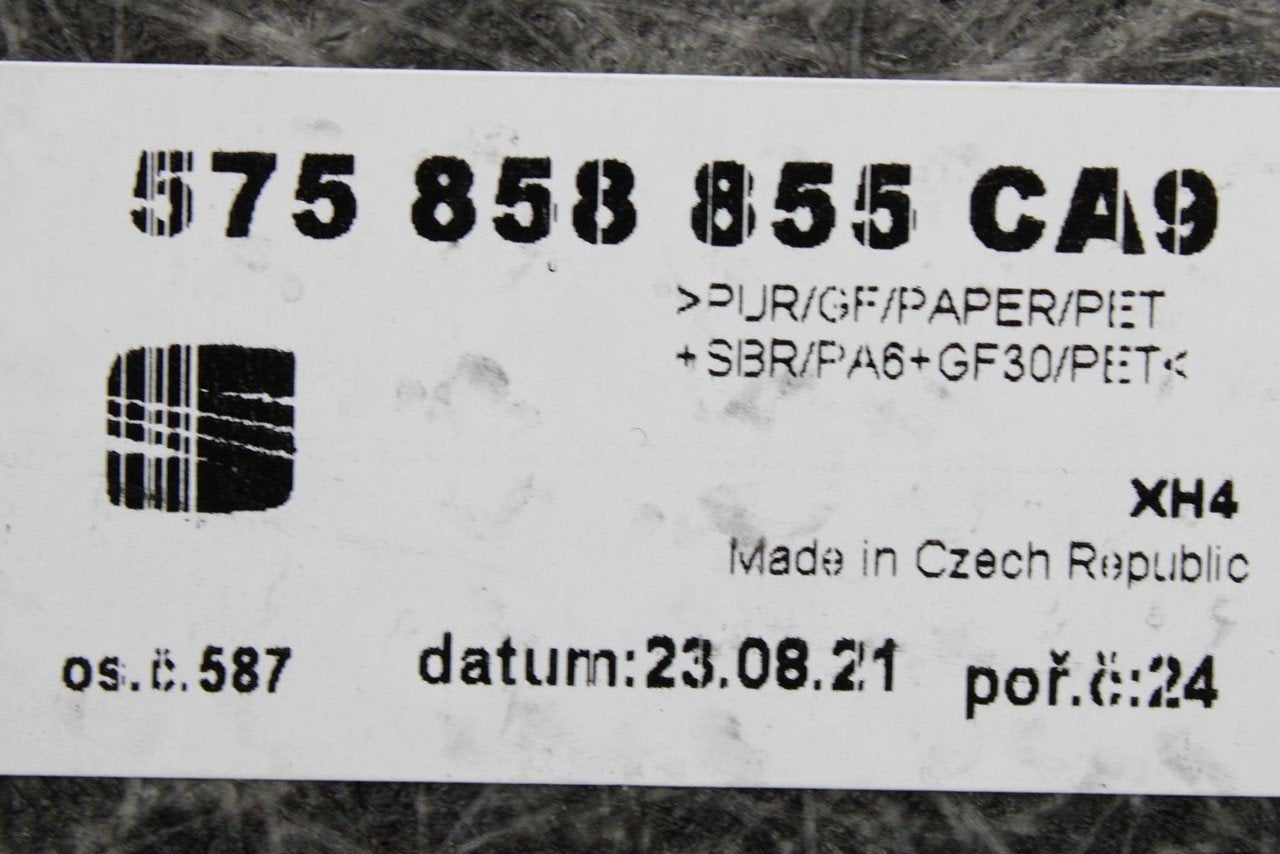 575 858 855 CA9
>PUR/GF/PAPER/PET
+SBR/PA6+GF30/PET<
XH4
Made in Czech Republic
os.č.587 datum:23.08.21 poř.č:24